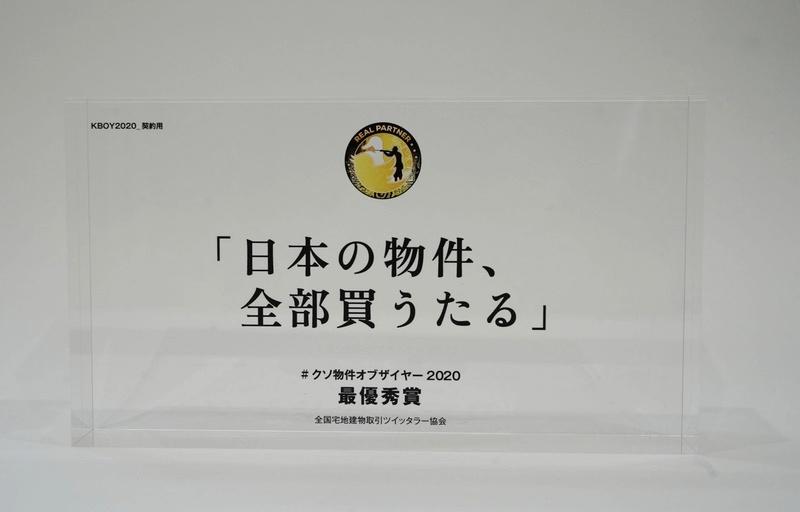 KBOY2020_契約用
REAL PARTNER
「日本の物件、
全部買うたる」
#クソ物件オブザイヤー2020
最優秀賞
全国宅地建物取引ツイッタラー協会